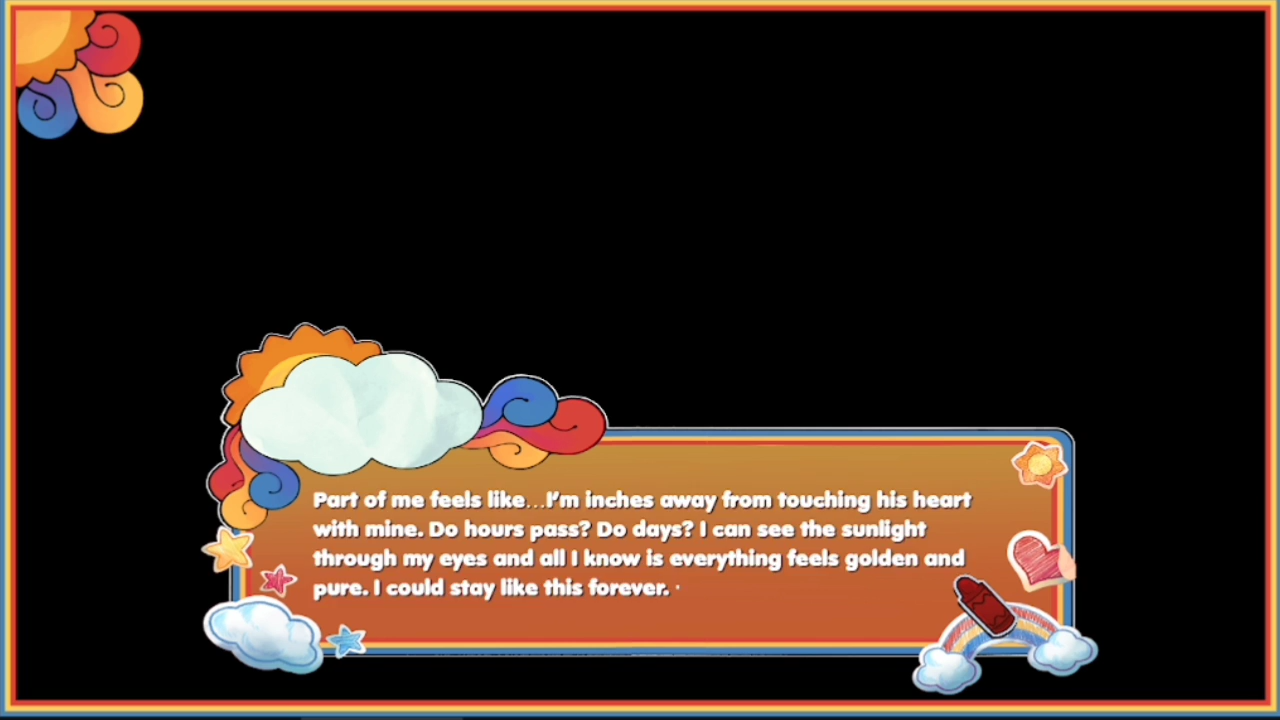 Part of me feels like...I'm inches away from touching his heart
with mine. Do hours pass? Do days? I can see the sunlight
through my eyes and all I know is everything feels golden and
pure. I could stay like this forever.